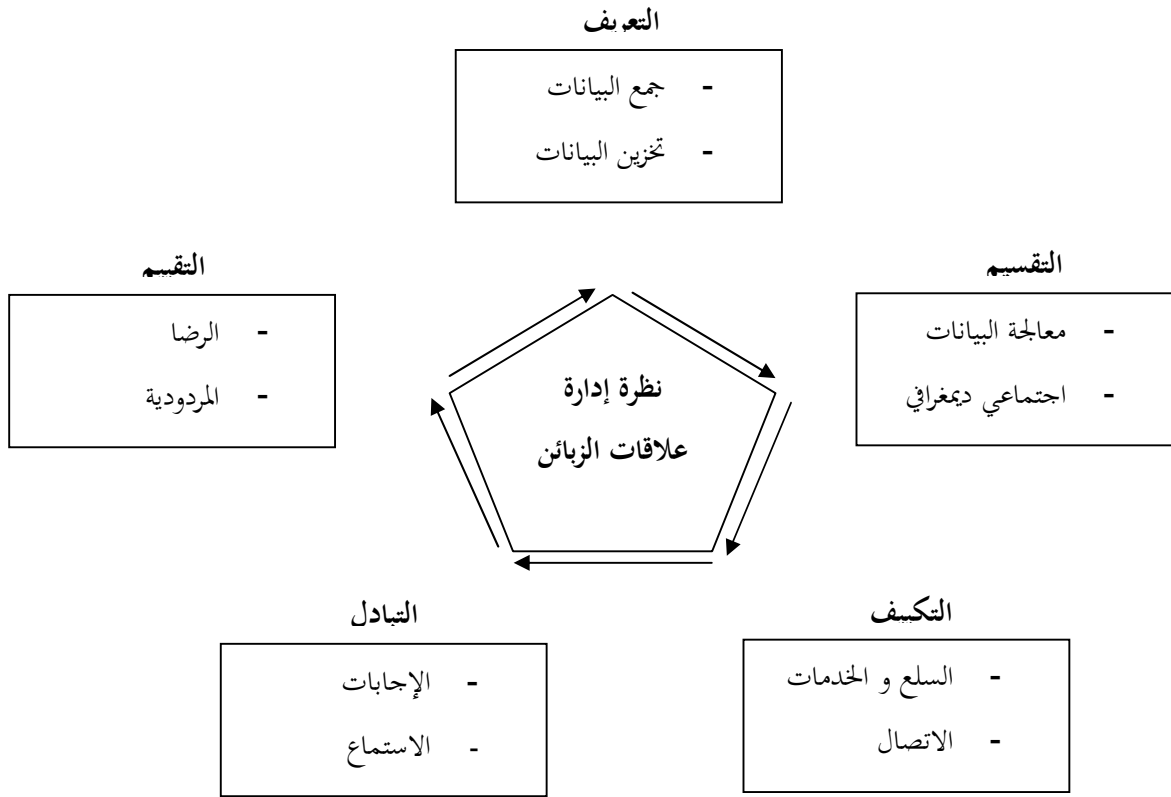 التعريف
- جمع البيانات
- تخزين البيانات
التقسيم
- معالجة البيانات
- اجتماعي ديمغرافي
التقييم
- الرضا
- المردودية
نظرة إدارة
علاقات الزبائن
التكييف
- السلع و الخدمات
- الاتصال
التبادل
- الإجابات
- الاستماع